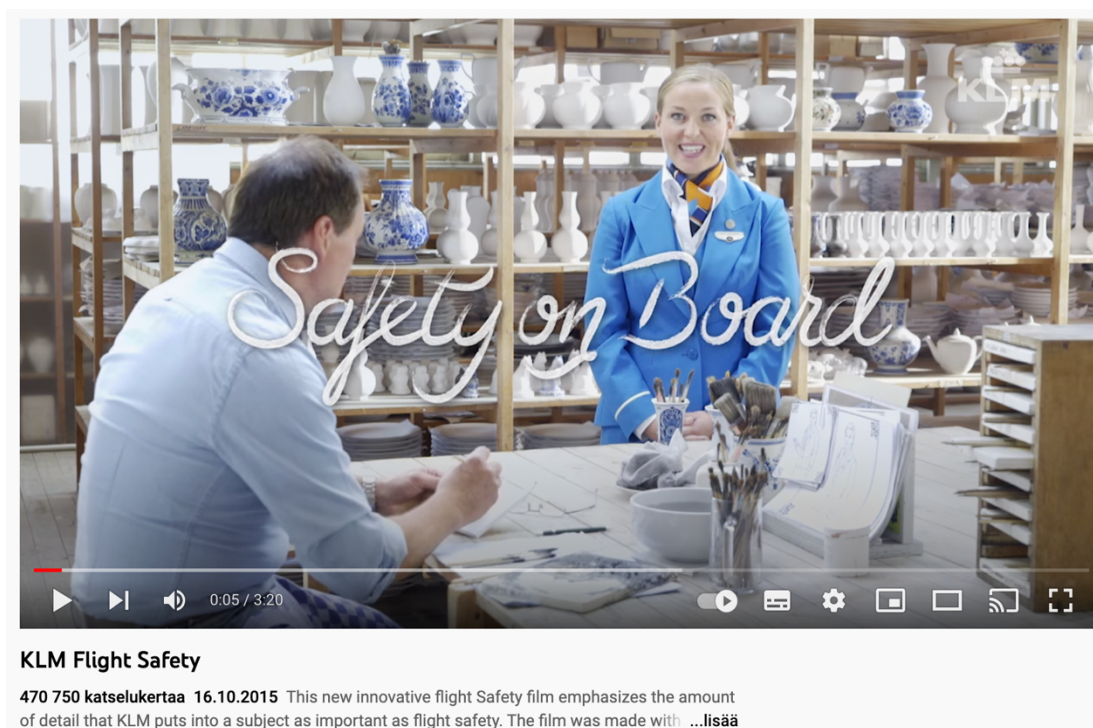 KLM
Safety on Board
0:05 / 3:20
KLM Flight Safety
470 750 katselukertaa 16.10.2015 This new innovative flight Safety film emphasizes the amount
of detail that KLM puts into a subject as important as flight safety. The film was made with ...lisää